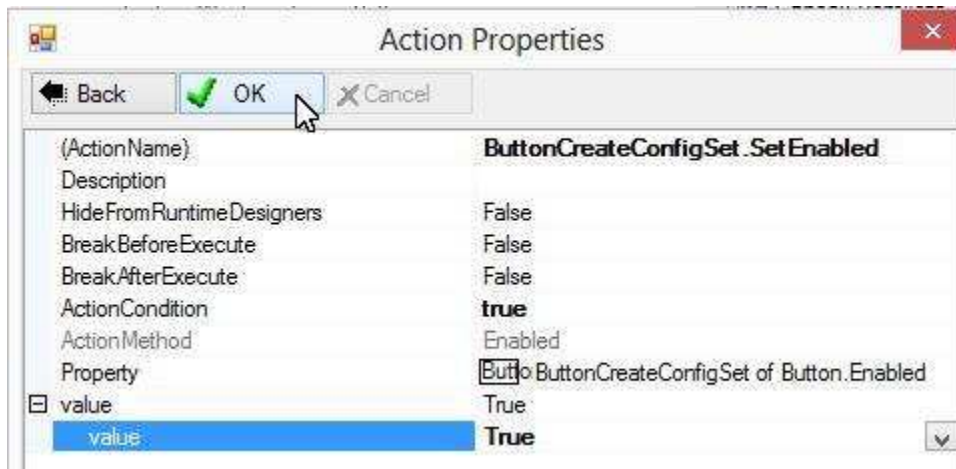 Action Properties
Back OK Cancel
(ActionName) ButtonCreateConfigSet.SetEnabled
Description
HideFromRuntimeDesigners False
BreakBeforeExecute False
BreakAfterExecute False
ActionCondition true
ActionMethod Enabled
Property Butto ButtonCreateConfigSet of Button.Enabled
value True
value True